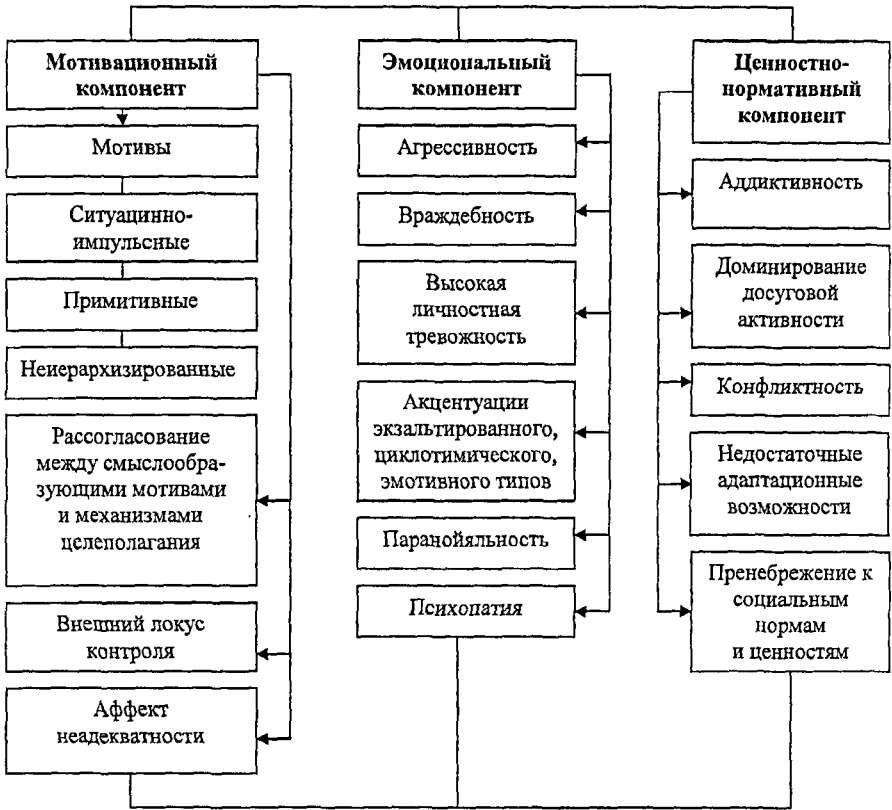 Мотивационный
компонент
Мотивы
Ситуацинно-
импульсные
Примитивные
Неиерархизированные
Рассогласование
между смыслообра-
зующими мотивами
и механизмами
целеполагания
Внешний локус
контроля
Аффект
неадекватности
Эмоциональный
компонент
Агрессивность
Враждебность
Высокая
личностная
тревожность
Акцентуации
экзальтированного,
циклотимического,
эмотивного типов
Паранойяльность
Психопатия
Ценностно-
нормативный
компонент
Аддиктивность
Доминирование
досуговой
активности
Конфликтность
Недостаточные
адаптационные
возможности
Пренебрежение к
социальным
нормам
и ценностям